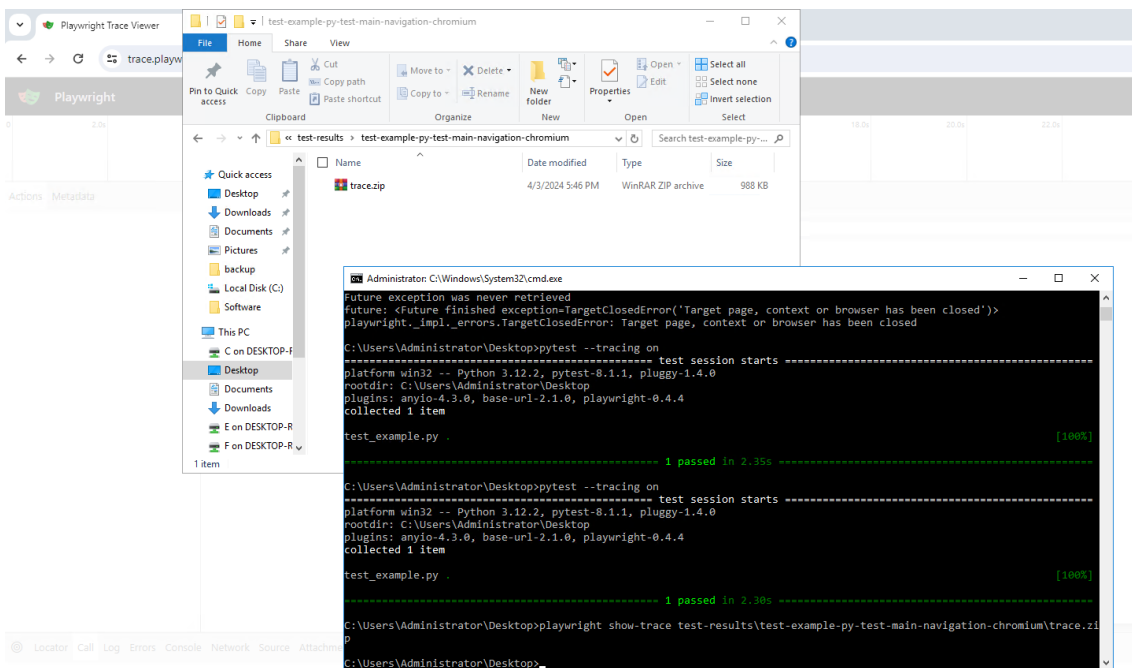 Playwright Trace Viewer
trace.playw
Playwright
0
2.0s
18.0s
20.0s
22.0s
Actions Metadata
Locator Call Log Errors Console Network Source Attachme
test-example-py-test-main-navigation-chromium
File Home Share View
Pin to Quick access
Copy
Paste
Cut
Copy path
Paste shortcut
Move to
Copy to
Delete
Rename
New folder
Properties
Open
Edit
Select all
Select none
Invert selection
Clipboard Organize New Open Select
« test-results > test-example-py-test-main-navigation-chromium
Search test-example-py-...
Name Date modified Type Size
trace.zip 4/3/2024 5:46 PM WinRAR ZIP archive 988 KB
Quick access
Desktop
Downloads
Documents
Pictures
backup
Local Disk (C:)
Software
This PC
C on DESKTOP-F
Desktop
Documents
Downloads
E on DESKTOP-R
F on DESKTOP-R
1 item
Administrator: C:\Windows\System32\cmd.exe
Future exception was never retrieved
future: <Future finished exception=TargetClosedError('Target page, context or browser has been closed')>
playwright._impl._errors.TargetClosedError: Target page, context or browser has been closed
C:\Users\Administrator\Desktop>pytest --tracing on
================================================= test session starts =================================================
platform win32 -- Python 3.12.2, pytest-8.1.1, pluggy-1.4.0
rootdir: C:\Users\Administrator\Desktop
plugins: anyio-4.3.0, base-url-2.1.0, playwright-0.4.4
collected 1 item
test_example.py . [100%]
================================================== 1 passed in 2.35s ==================================================
C:\Users\Administrator\Desktop>pytest --tracing on
================================================= test session starts =================================================
platform win32 -- Python 3.12.2, pytest-8.1.1, pluggy-1.4.0
rootdir: C:\Users\Administrator\Desktop
plugins: anyio-4.3.0, base-url-2.1.0, playwright-0.4.4
collected 1 item
test_example.py . [100%]
================================================== 1 passed in 2.30s ==================================================
C:\Users\Administrator\Desktop>playwright show-trace test-results\test-example-py-test-main-navigation-chromium\trace.zi
p
C:\Users\Administrator\Desktop>_